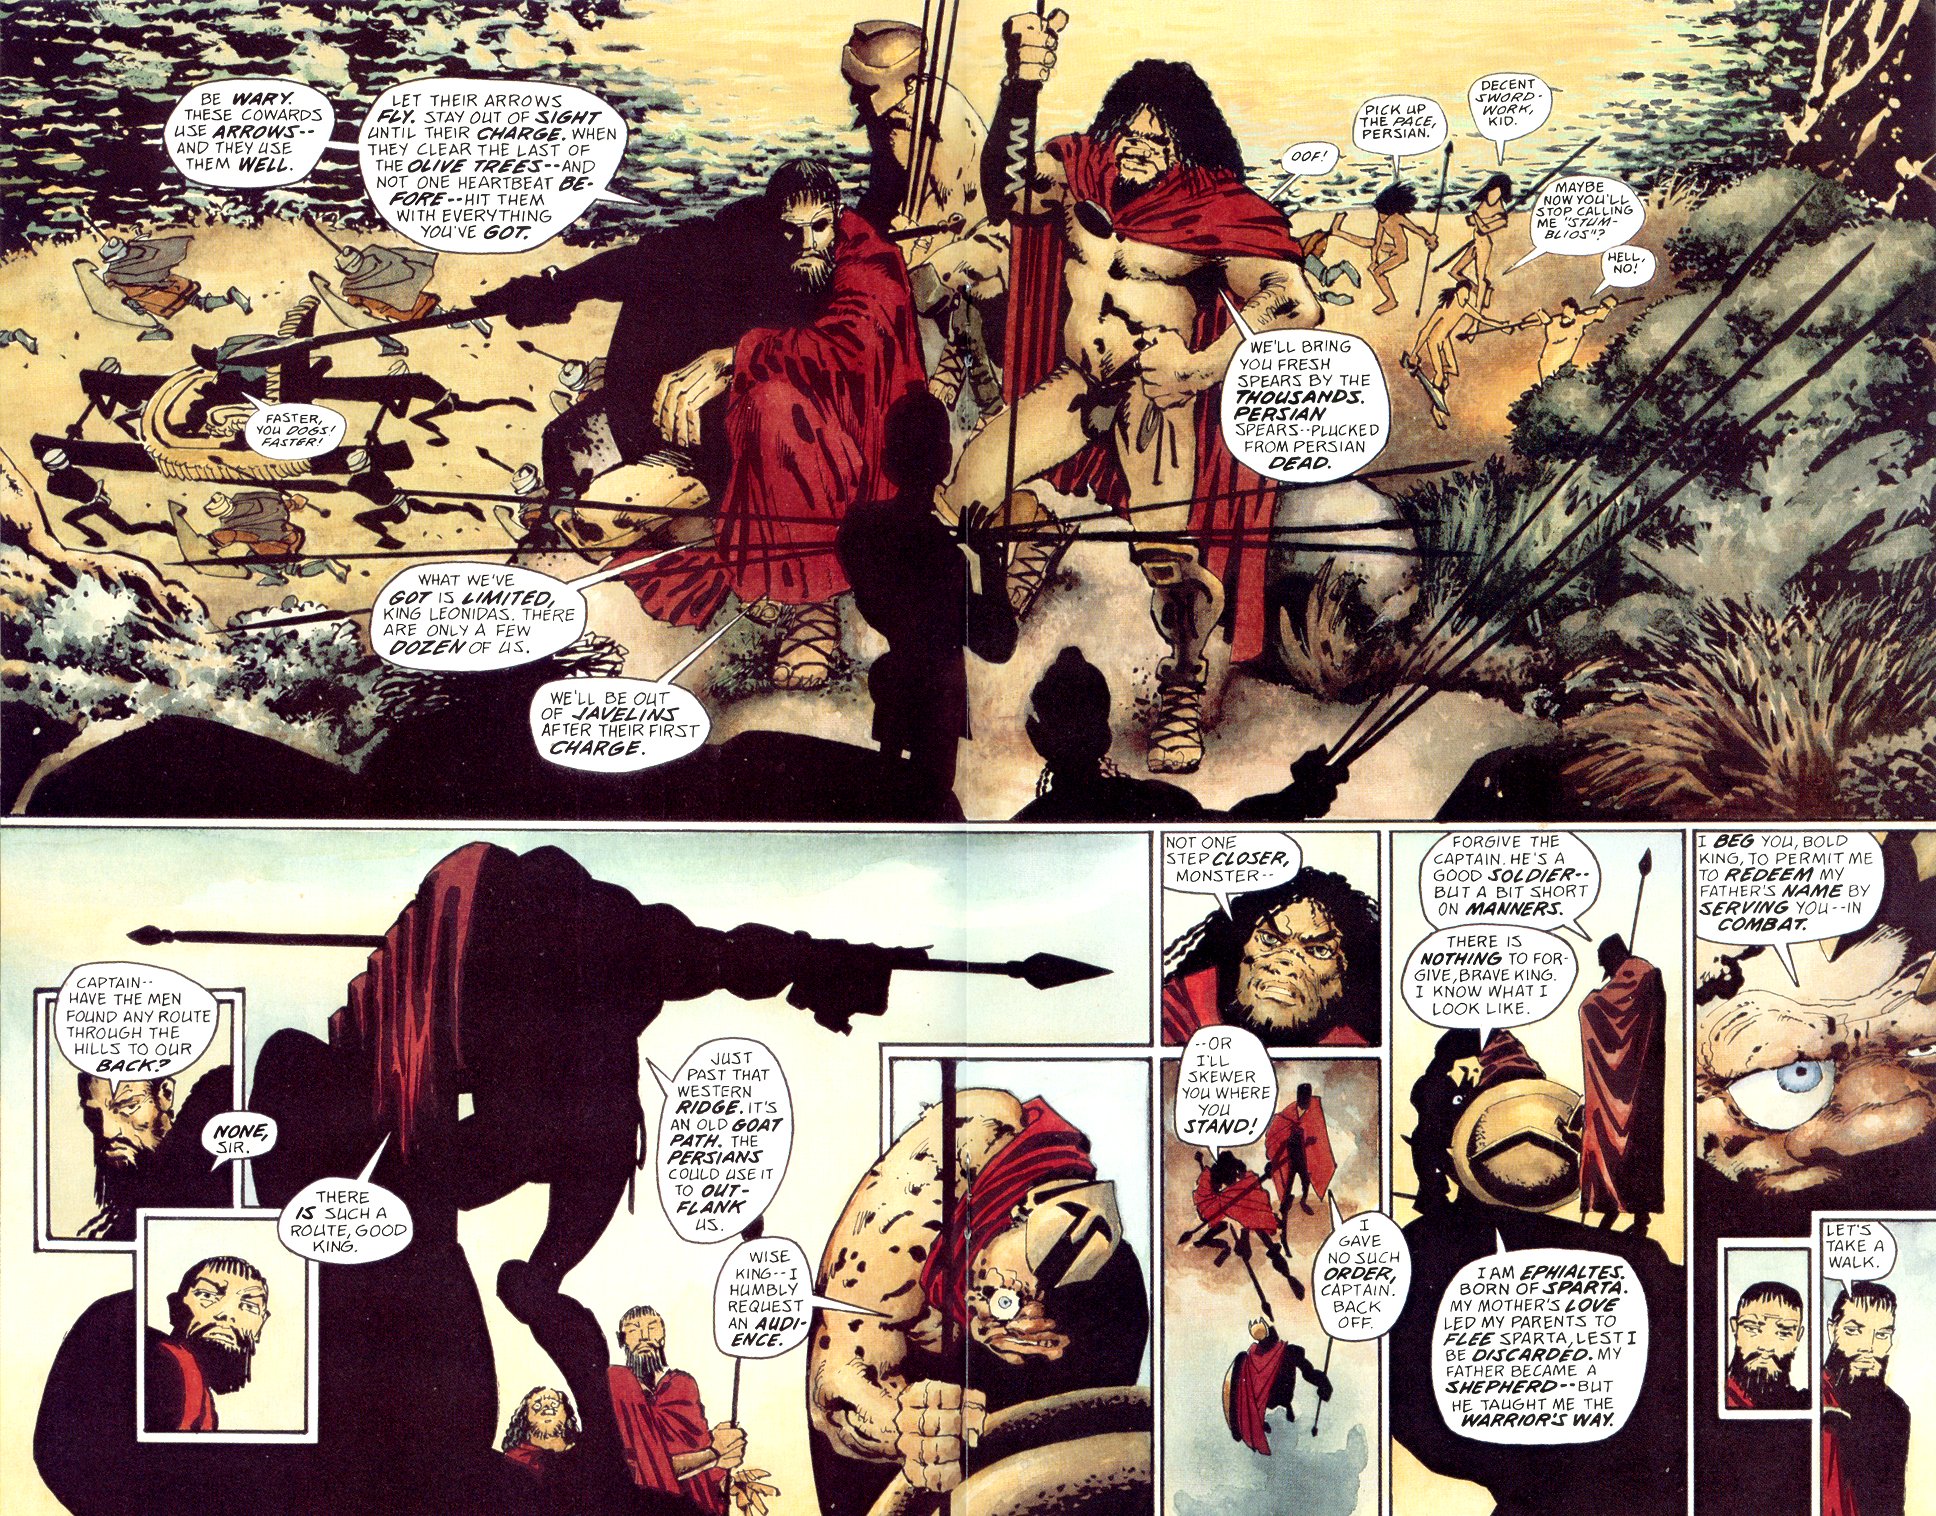 BE WARY.
THESE COWARDS
USE ARROWS--
AND THEY USE
THEM WELL.
LET THEIR ARROWS
FLY. STAY OUT OF SIGHT
UNTIL THEIR CHARGE. WHEN
THEY CLEAR THE LAST OF
THE OLIVE TREES--AND
NOT ONE HEARTBEAT BE-
FORE--HIT THEM
WITH EVERYTHING
YOU'VE GOT.
FASTER,
YOU DOGS!
FASTER!
WHAT WE'VE
GOT IS LIMITED,
KING LEONIDAS. THERE
ARE ONLY A FEW
DOZEN OF US.
WE'LL BE OUT
OF JAVELINS
AFTER THEIR FIRST
CHARGE.
WE'LL BRING
YOU FRESH
SPEARS BY THE
THOUSANDS.
PERSIAN
SPEARS--PLUCKED
FROM PERSIAN
DEAD.
OOF!
PICK UP
THE PACE,
PERSIAN.
DECENT
SWORD-
WORK,
KID.
MAYBE
NOW YOU'LL
STOP CALLING
ME "STUM-
BLIOS"?
HELL,
NO!
CAPTAIN--
HAVE THE MEN
FOUND ANY ROUTE
THROUGH THE
HILLS TO OUR
BACK?
NONE,
SIR.
THERE
IS SUCH A
ROUTE, GOOD
KING.
JUST
PAST THAT
WESTERN
RIDGE. IT'S
AN OLD GOAT
PATH. THE
PERSIANS
COULD USE IT
TO OUT-
FLANK
US.
WISE
KING--I
HUMBLY
REQUEST
AN AUDI-
ENCE.
NOT ONE
STEP CLOSER,
MONSTER--
--OR
I'LL
SKEWER
YOU WHERE
YOU
STAND!
I
GAVE
NO SUCH
ORDER,
CAPTAIN.
BACK
OFF.
FORGIVE THE
CAPTAIN. HE'S A
GOOD SOLDIER--
BUT A BIT SHORT
ON MANNERS.
THERE IS
NOTHING TO FOR-
GIVE, BRAVE KING.
I KNOW WHAT I
LOOK LIKE.
I AM EPHIALTES.
BORN OF SPARTA.
MY MOTHER'S LOVE
LED MY PARENTS TO
FLEE SPARTA, LEST I
BE DISCARDED. MY
FATHER BECAME A
SHEPHERD--BUT
HE TAUGHT ME THE
WARRIOR'S WAY.
I BEG YOU, BOLD
KING, TO PERMIT ME
TO REDEEM MY
FATHER'S NAME BY
SERVING YOU--IN
COMBAT.
LET'S
TAKE A
WALK.